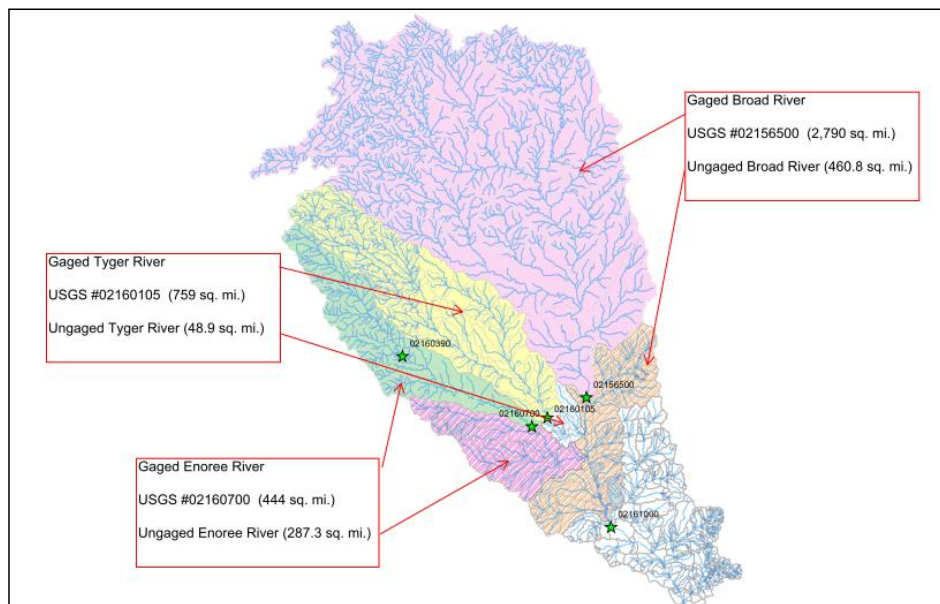 Gaged Broad River
USGS #02156500 (2,790 sq. mi.)
Ungaged Broad River (460.8 sq. mi.)
Gaged Tyger River
USGS #02160105 (759 sq. mi.)
Ungaged Tyger River (48.9 sq. mi.)
02160390
02156500
02160105
02160700
Gaged Enoree River
USGS #02160700 (444 sq. mi.)
Ungaged Enoree River (287.3 sq. mi.)
02161000